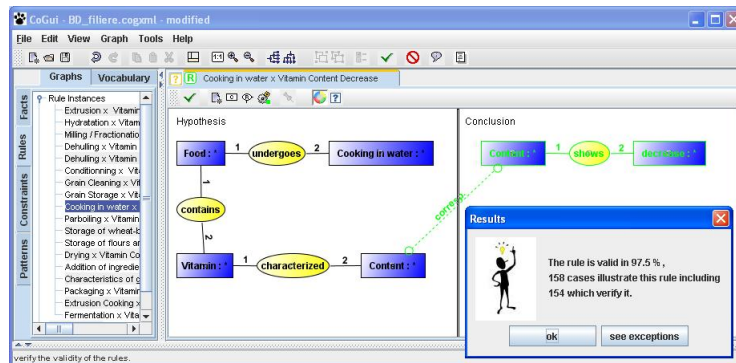 CoGui - BD_filiere.cogxml - modified
File Edit View Graph Tools Help
Graphs Vocabulary
? R Cooking in water x Vitamin Content Decrease
Facts
Rules
Constraints
Patterns
Rule Instances
Extrusion x Vitamin
Hydratation x Vitam
Milling / Fractionatio
Dehulling x Vitamin
Dehulling x Vitamin
Conditionning x Vit
Grain Cleaning x Vit
Grain Storage x Vit
Cooking in water x
Parboiling x Vitamin
Storage of wheat-b
Storage of flours ar
Drying x Vitamin Co
Addition of ingredie
Characteristics of g
Packaging x Vitamin
Extrusion Cooking x
Fermentation x Vita
Hypothesis
Food : * 1 undergoes 2 Cooking in water : *
1
contains
2
Vitamin : * 1 characterized 2 Content : *
Conclusion
Content : * 1 shows 2 decrease : *
Results
The rule is valid in 97.5 % ,
158 cases illustrate this rule including
154 which verify it.
ok see exceptions
verify the validity of the rules.